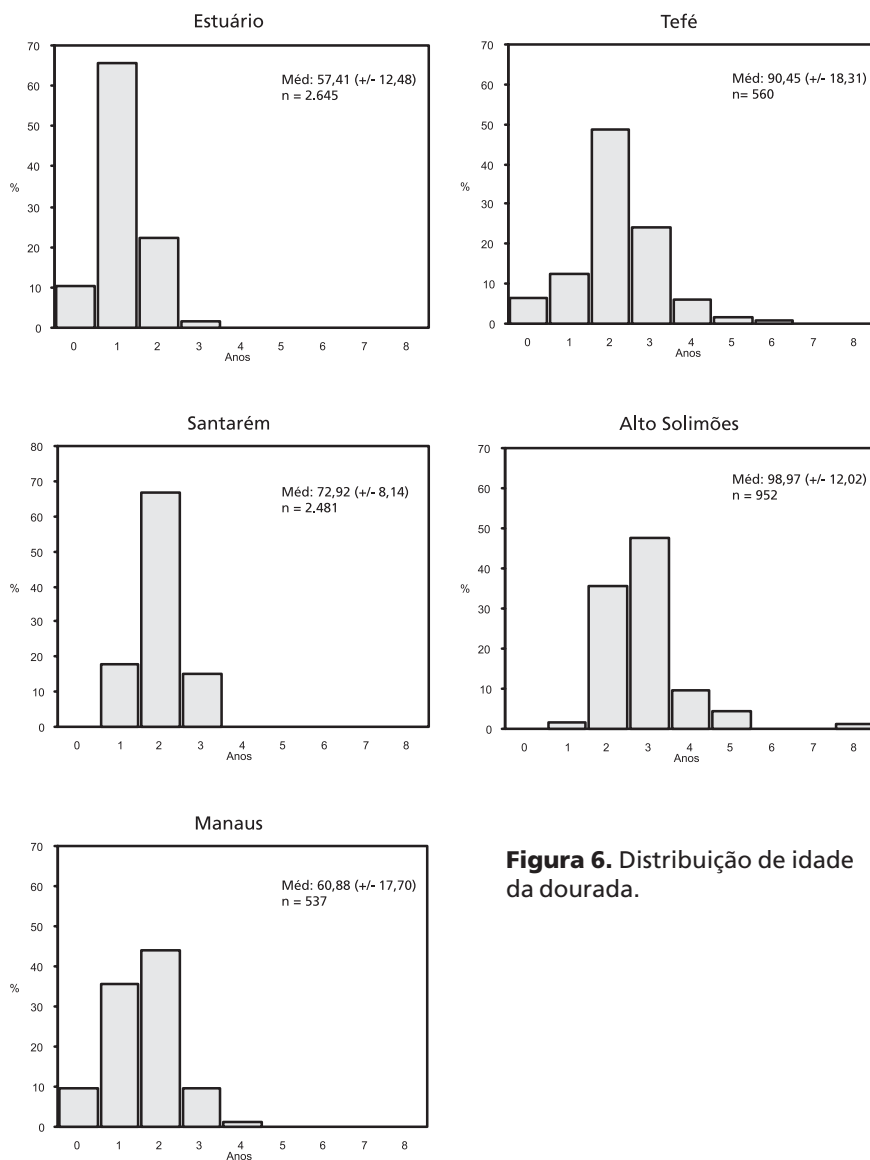 Estuário
70
60
50
40
%
30
20
10
0
Méd: 57,41 (+/- 12,48)
n = 2.645
0 1 2 3 4 5 6 7 8
Anos
Tefé
70
60
50
40
%
30
20
10
0
Méd: 90,45 (+/- 18,31)
n= 560
0 1 2 3 4 5 6 7 8
Anos
Santarém
80
70
60
50
40
%
30
20
10
0
Méd: 72,92 (+/- 8,14)
n = 2.481
0 1 2 3 4 5 6 7 8
Anos
Alto Solimões
70
60
50
40
%
30
20
10
0
Méd: 98,97 (+/- 12,02)
n = 952
0 1 2 3 4 5 6 7 8
Anos
Manaus
70
60
50
40
%
30
20
10
0
Méd: 60,88 (+/- 17,70)
n = 537
0 1 2 3 4 5 6 7 8
Anos
Figura 6. Distribuição de idade
da dourada.